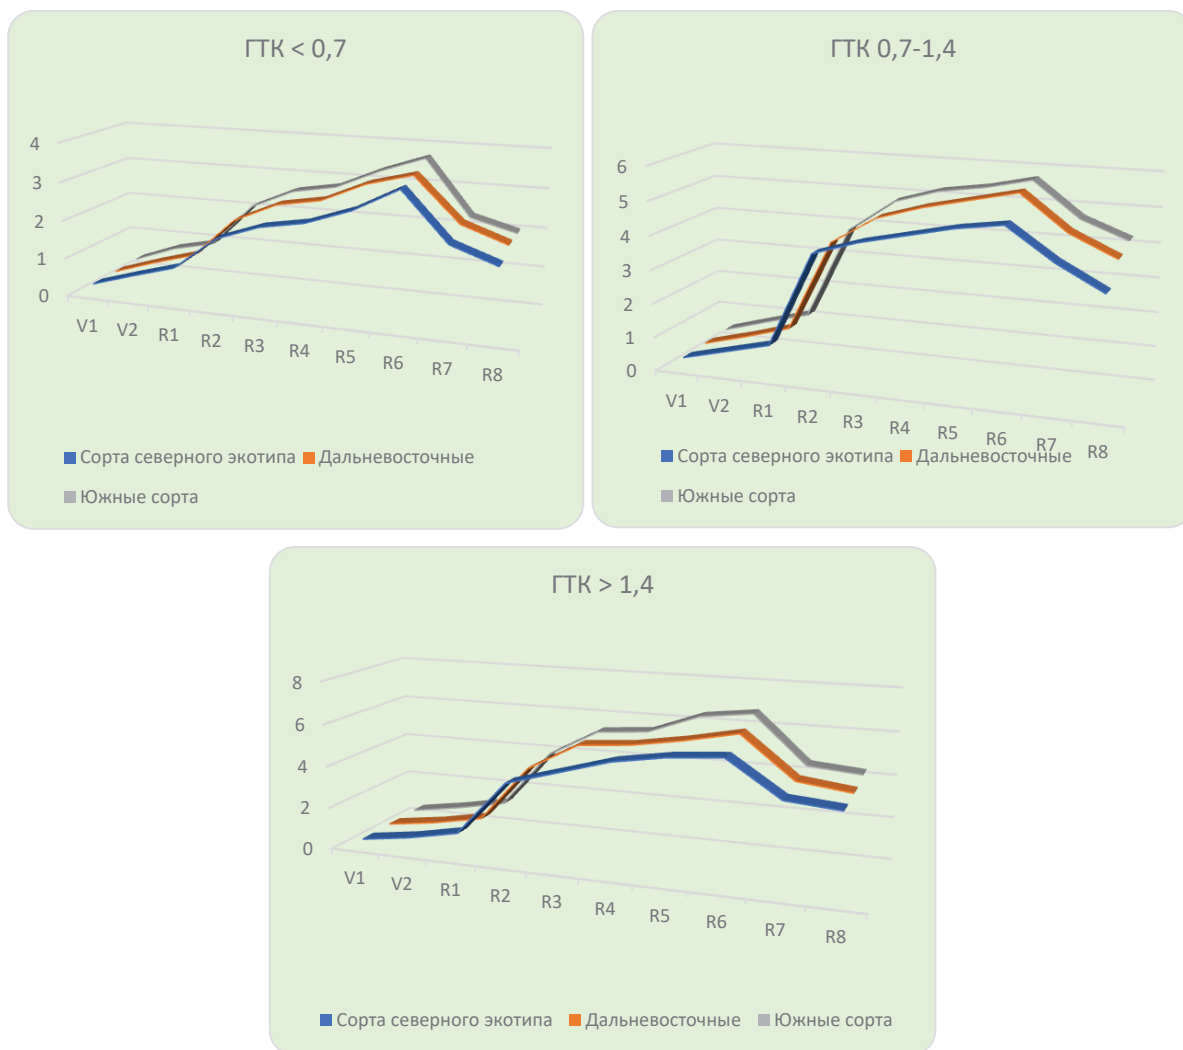 ГТК < 0,7
4
3
2
1
0
V1 V2 R1 R2 R3 R4 R5 R6 R7 R8
Сорта северного экотипа Дальневосточные
Южные сорта
ГТК 0,7-1,4
6
5
4
3
2
1
0
V1 V2 R1 R2 R3 R4 R5 R6 R7 R8
Сорта северного экотипа Дальневосточные
Южные сорта
ГТК > 1,4
8
6
4
2
0
V1 V2 R1 R2 R3 R4 R5 R6 R7 R8
Сорта северного экотипа Дальневосточные Южные сорта